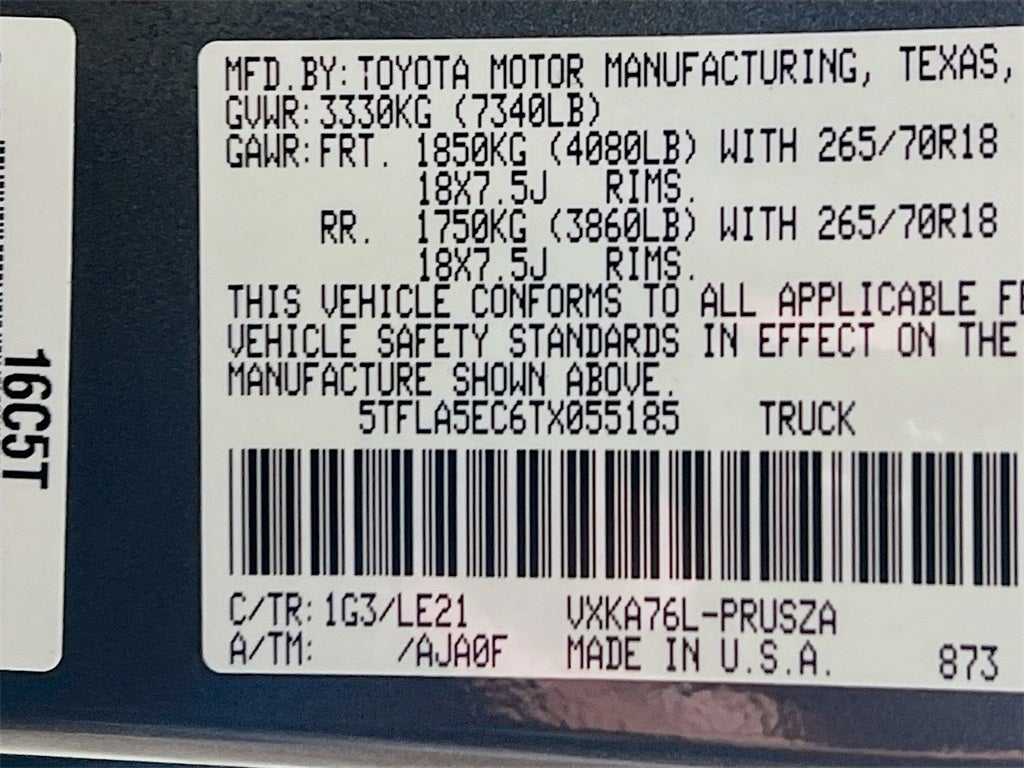 MFD.BY:TOYOTA MOTOR MANUFACTURING, TEXAS,
GVWR:3330KG (7340LB)
GAWR:FRT. 1850KG (4080LB) WITH 265/70R18
18X7.5J RIMS.
RR. 1750KG (3860LB) WITH 265/70R18
18X7.5J RIMS.
THIS VEHICLE CONFORMS TO ALL APPLICABLE FE
VEHICLE SAFETY STANDARDS IN EFFECT ON THE
MANUFACTURE SHOWN ABOVE.
5TFLA5EC6TX055185 TRUCK
C/TR:1G3/LE21 VXKA76L-PRUSZA
A/TM: /AJA0F MADE IN U.S.A. 873
16C5T